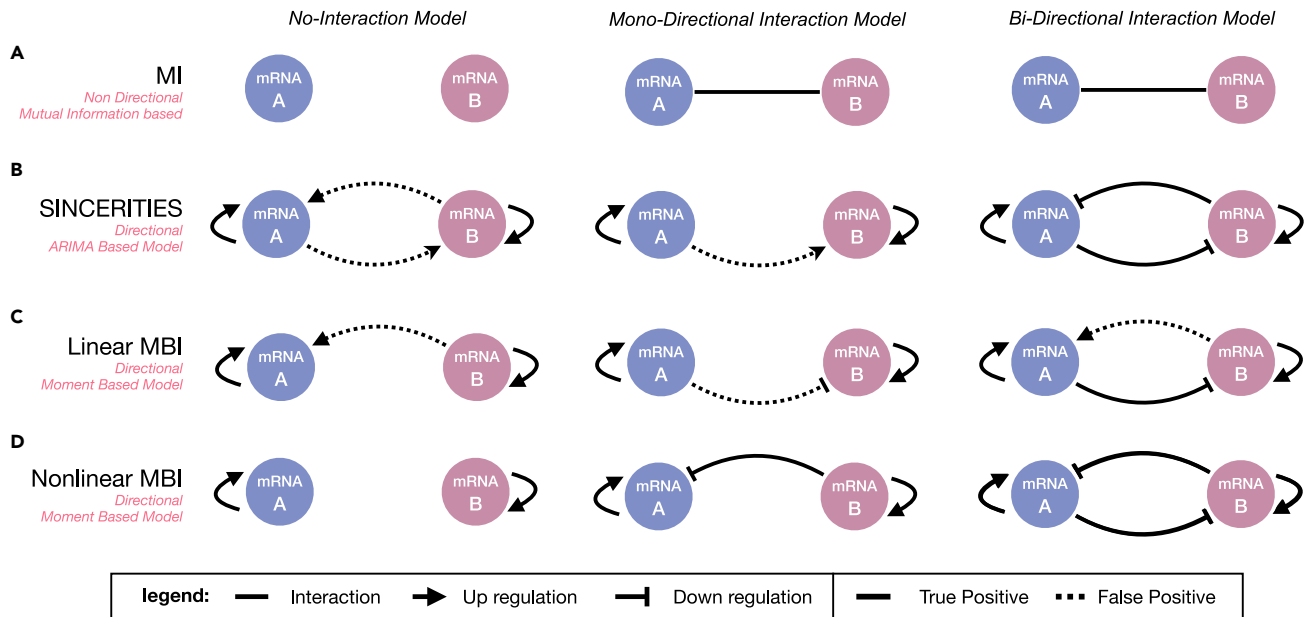 No-Interaction Model
Mono-Directional Interaction Model
Bi-Directional Interaction Model
A
MI
Non Directional
Mutual Information based
mRNA
A
mRNA
B
mRNA
A
mRNA
B
mRNA
A
mRNA
B
B
SINCERITIES
Directional
ARIMA Based Model
mRNA
A
mRNA
B
mRNA
A
mRNA
B
mRNA
A
mRNA
B
C
Linear MBI
Directional
Moment Based Model
mRNA
A
mRNA
B
mRNA
A
mRNA
B
mRNA
A
mRNA
B
D
Nonlinear MBI
Directional
Moment Based Model
mRNA
A
mRNA
B
mRNA
A
mRNA
B
mRNA
A
mRNA
B
legend: Interaction Up regulation Down regulation True Positive False Positive